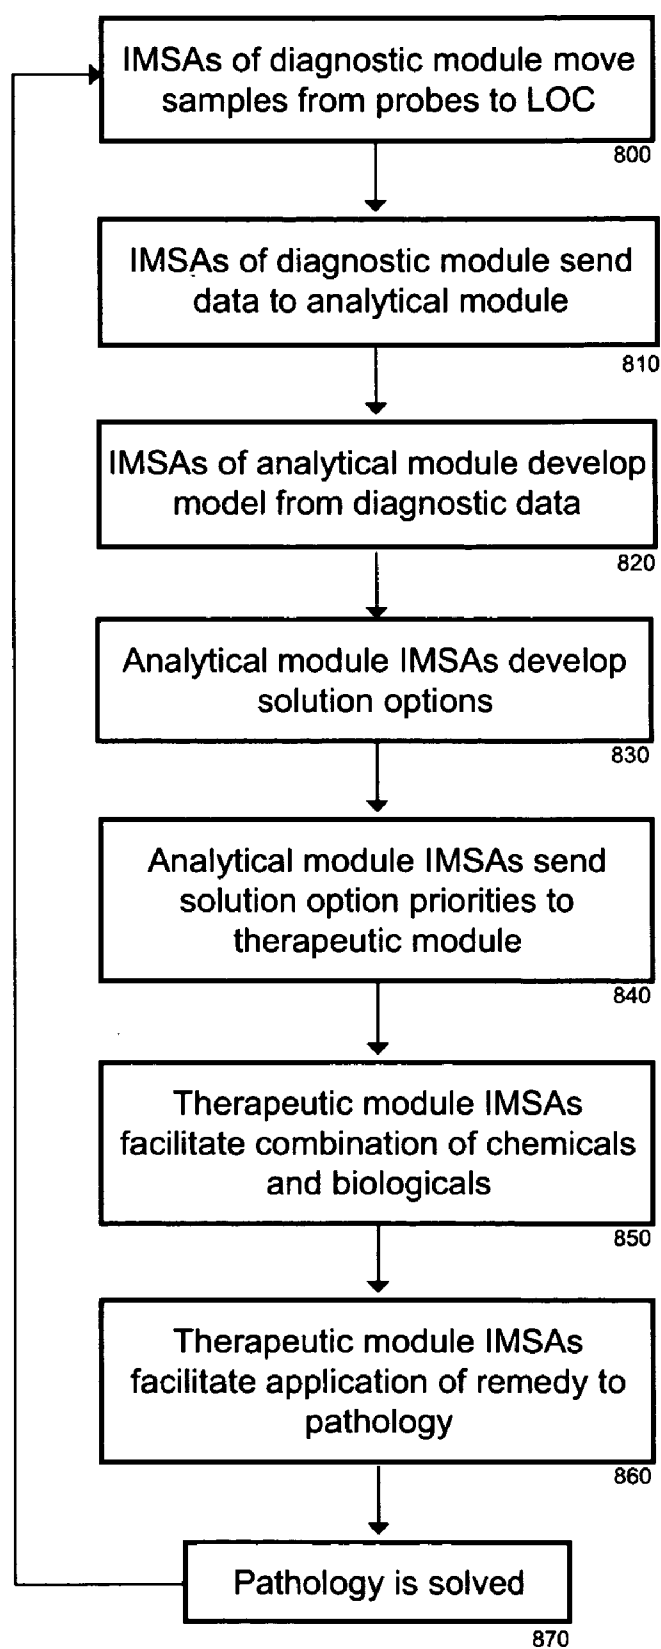 IMSAs of diagnostic module move
samples from probes to LOC
800
IMSAs of diagnostic module send
data to analytical module
810
IMSAs of analytical module develop
model from diagnostic data
820
Analytical module IMSAs develop
solution options
830
Analytical module IMSAs send
solution option priorities to
therapeutic module
840
Therapeutic module IMSAs
facilitate combination of chemicals
and biologicals
850
Therapeutic module IMSAs
facilitate application of remedy to
pathology
860
Pathology is solved
870